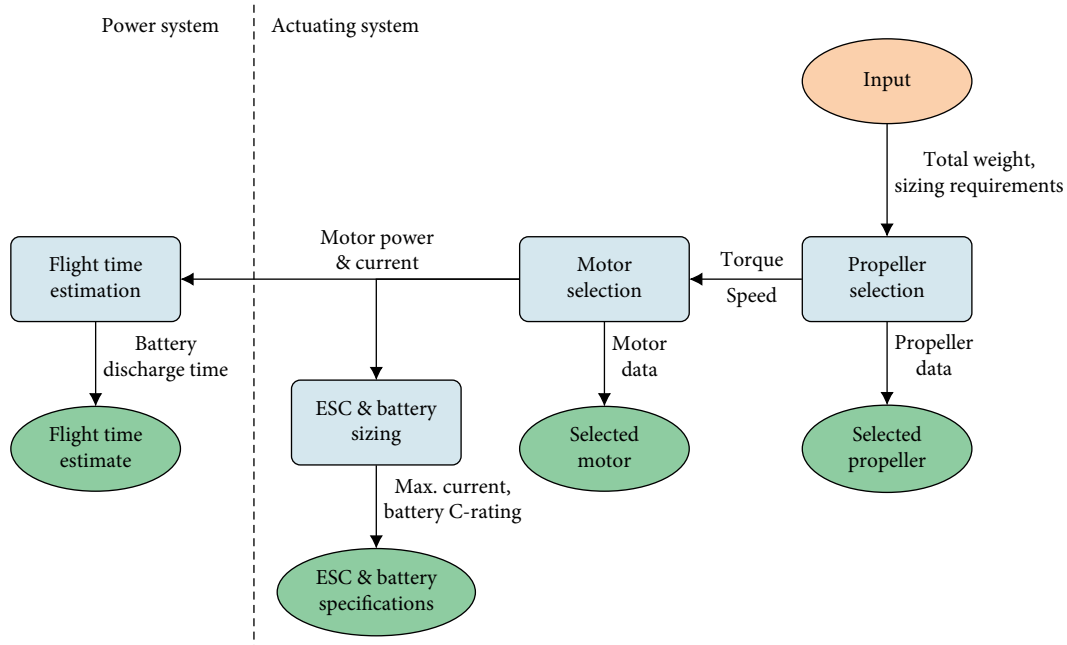 Power system
Actuating system
Input
Total weight,
sizing requirements
Flight time
estimation
Motor power
& current
Motor
selection
Torque
Speed
Propeller
selection
Battery
discharge time
Motor
data
Propeller
data
ESC & battery
sizing
Flight time
estimate
Selected
motor
Selected
propeller
Max. current,
battery C-rating
ESC & battery
specifications